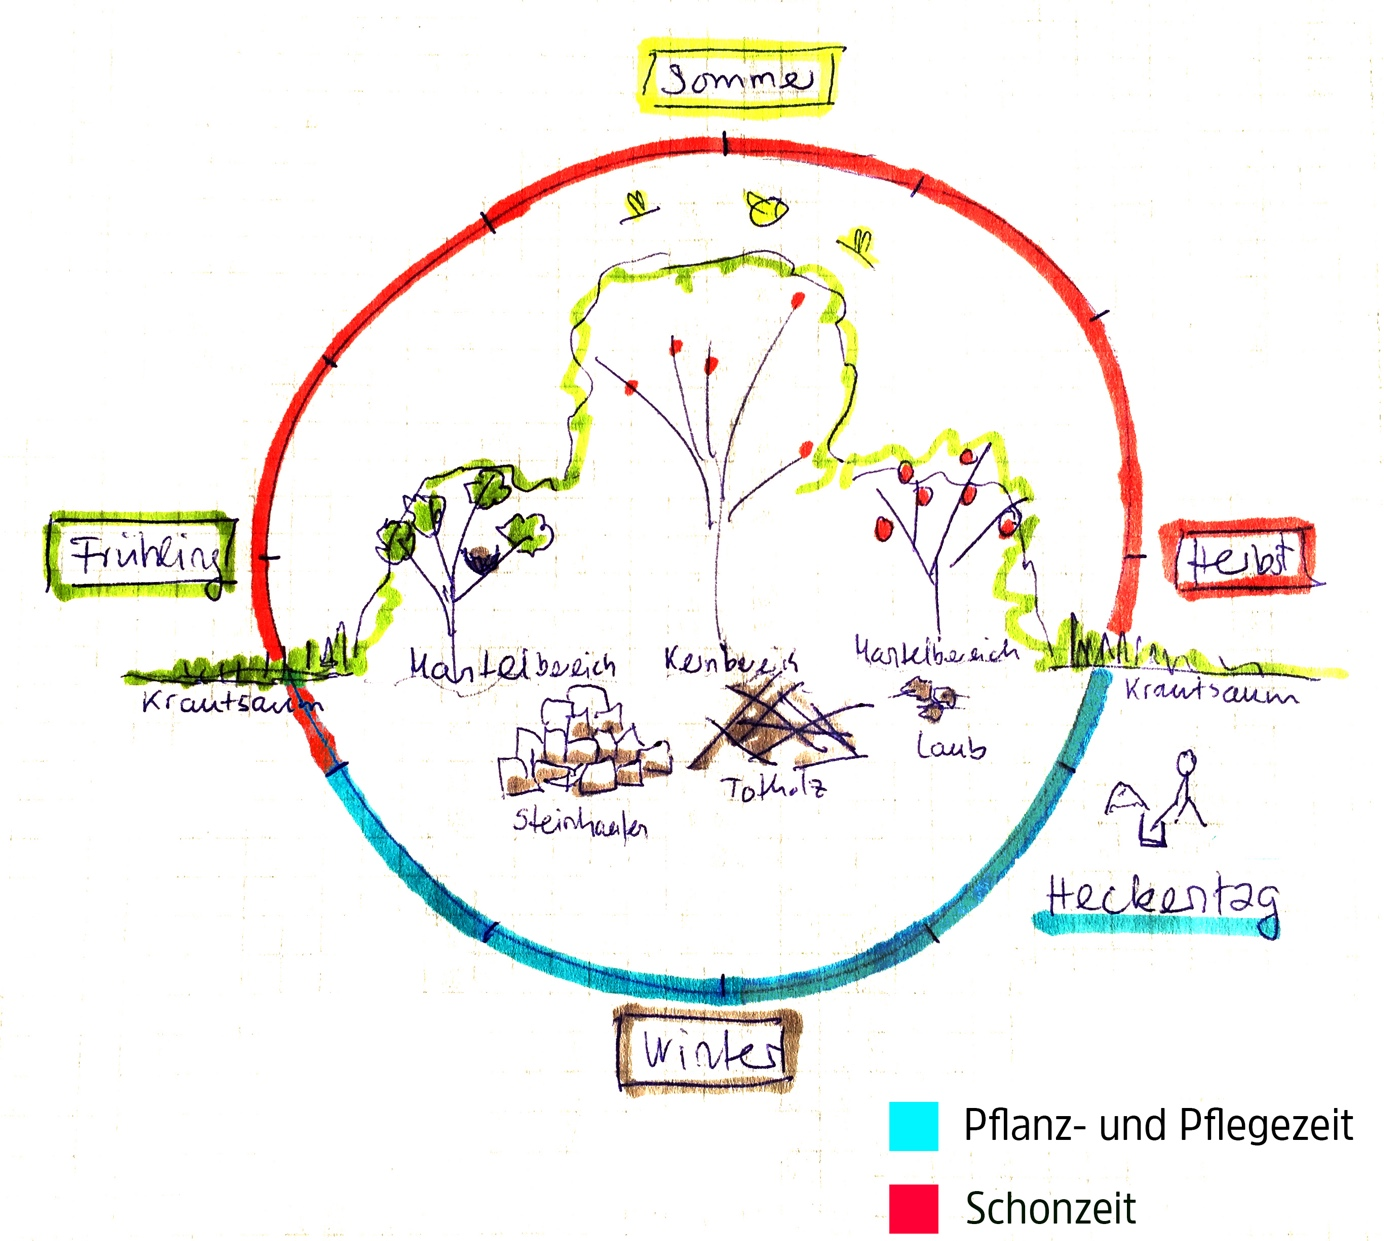 Sommer
Frühling
Herbst
Mantelbereich
Kernbereich
Mantelbereich
Krautsaum
Krautsaum
Steinhaufen
Totholz
Laub
Heckentag
Winter
Pflanz- und Pflegezeit
Schonzeit